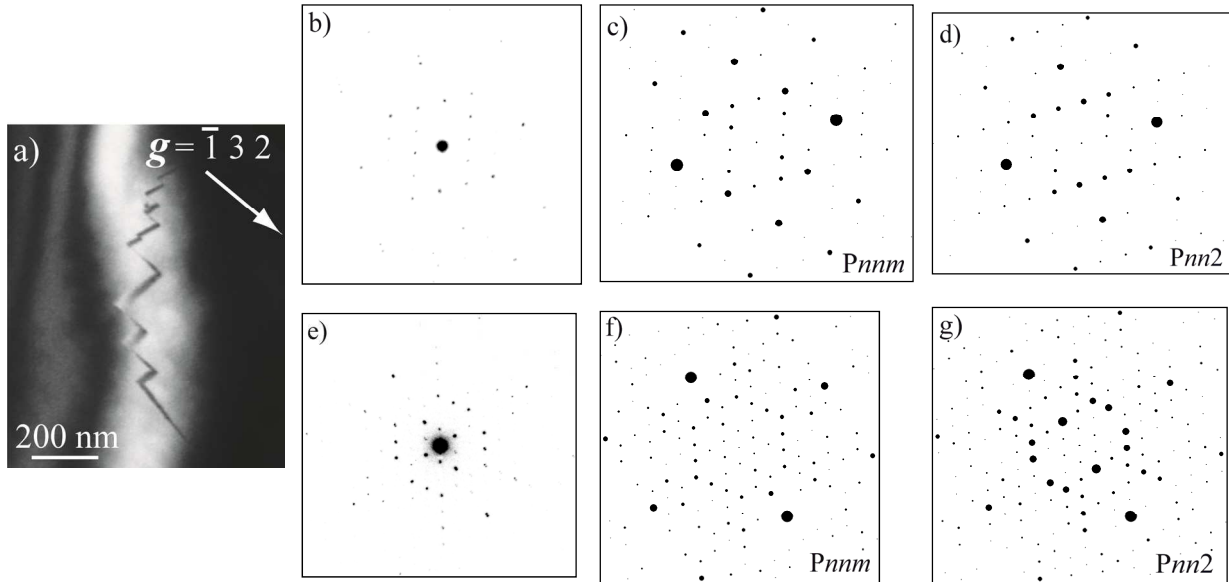 a)
g = 1̅ 3 2
200 nm
b)
c)
Pnnm
d)
Pnn2
e)
f)
Pnnm
g)
Pnn2